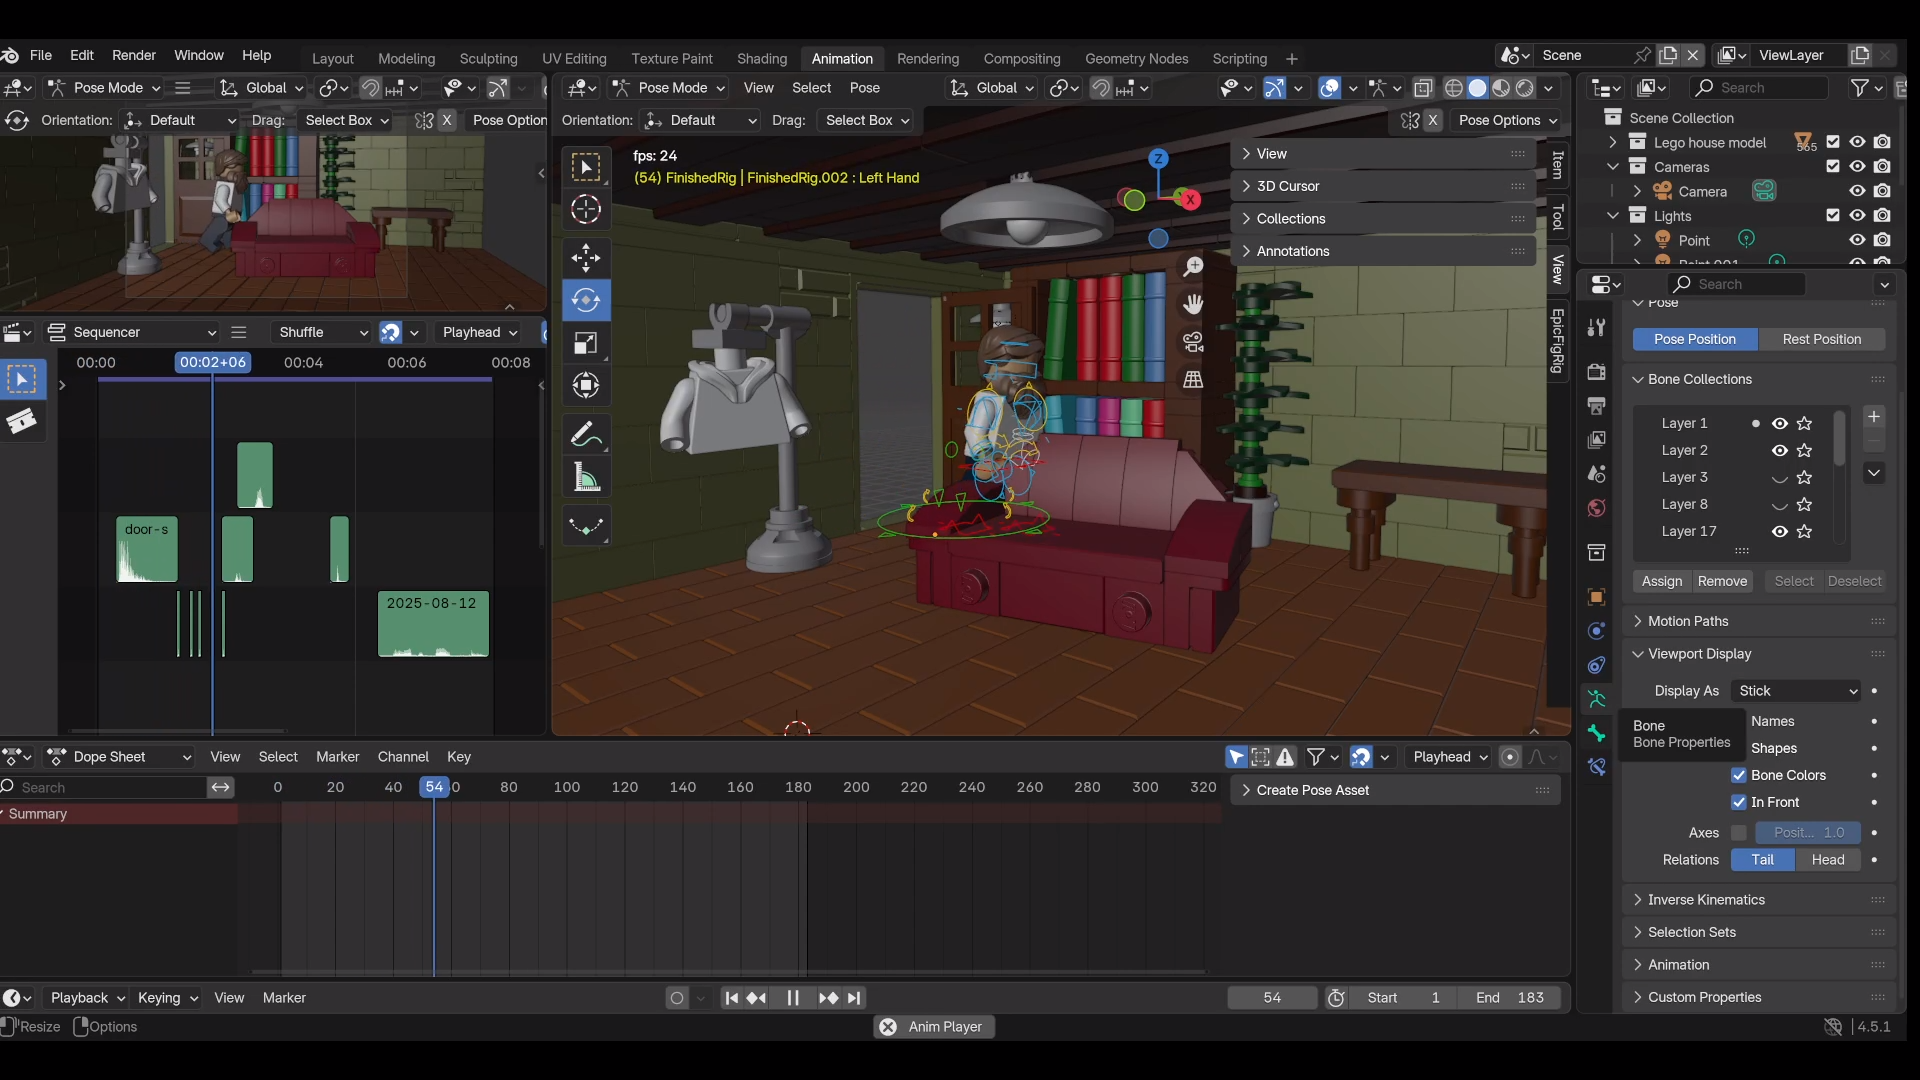 File Edit Render Window Help
Layout Modeling Sculpting UV Editing Texture Paint Shading Animation Rendering Compositing Geometry Nodes Scripting +
Scene
ViewLayer
Pose Mode
Global
Orientation: Default Drag: Select Box X Pose Option
Pose Mode View Select Pose
Global
Orientation: Default Drag: Select Box
X Pose Options
fps: 24
(54) FinishedRig | FinishedRig.002 : Left Hand
Z
X
View
3D Cursor
Collections
Annotations
Item
Tool
View
EpicFigRig
Search
Scene Collection
Lego house model 565
Cameras
Camera
Lights
Point
Search
Pose
Pose Position Rest Position
Bone Collections
Layer 1
Layer 2
Layer 3
Layer 8
Layer 17
Assign Remove Select Deselect
Motion Paths
Viewport Display
Display As Stick
Names
Shapes
Bone
Bone Properties
Bone Colors
In Front
Axes Posit... 1.0
Relations Tail Head
Inverse Kinematics
Selection Sets
Animation
Custom Properties
Sequencer Shuffle Playhead
00:00 00:02+06 00:04 00:06 00:08
door-s
2025-08-12
Dope Sheet View Select Marker Channel Key
Playhead
Search
0 20 40 54 80 100 120 140 160 180 200 220 240 260 280 300 320
Summary
Create Pose Asset
Playback Keying View Marker
54 Start 1 End 183
Resize Options
Anim Player
4.5.1